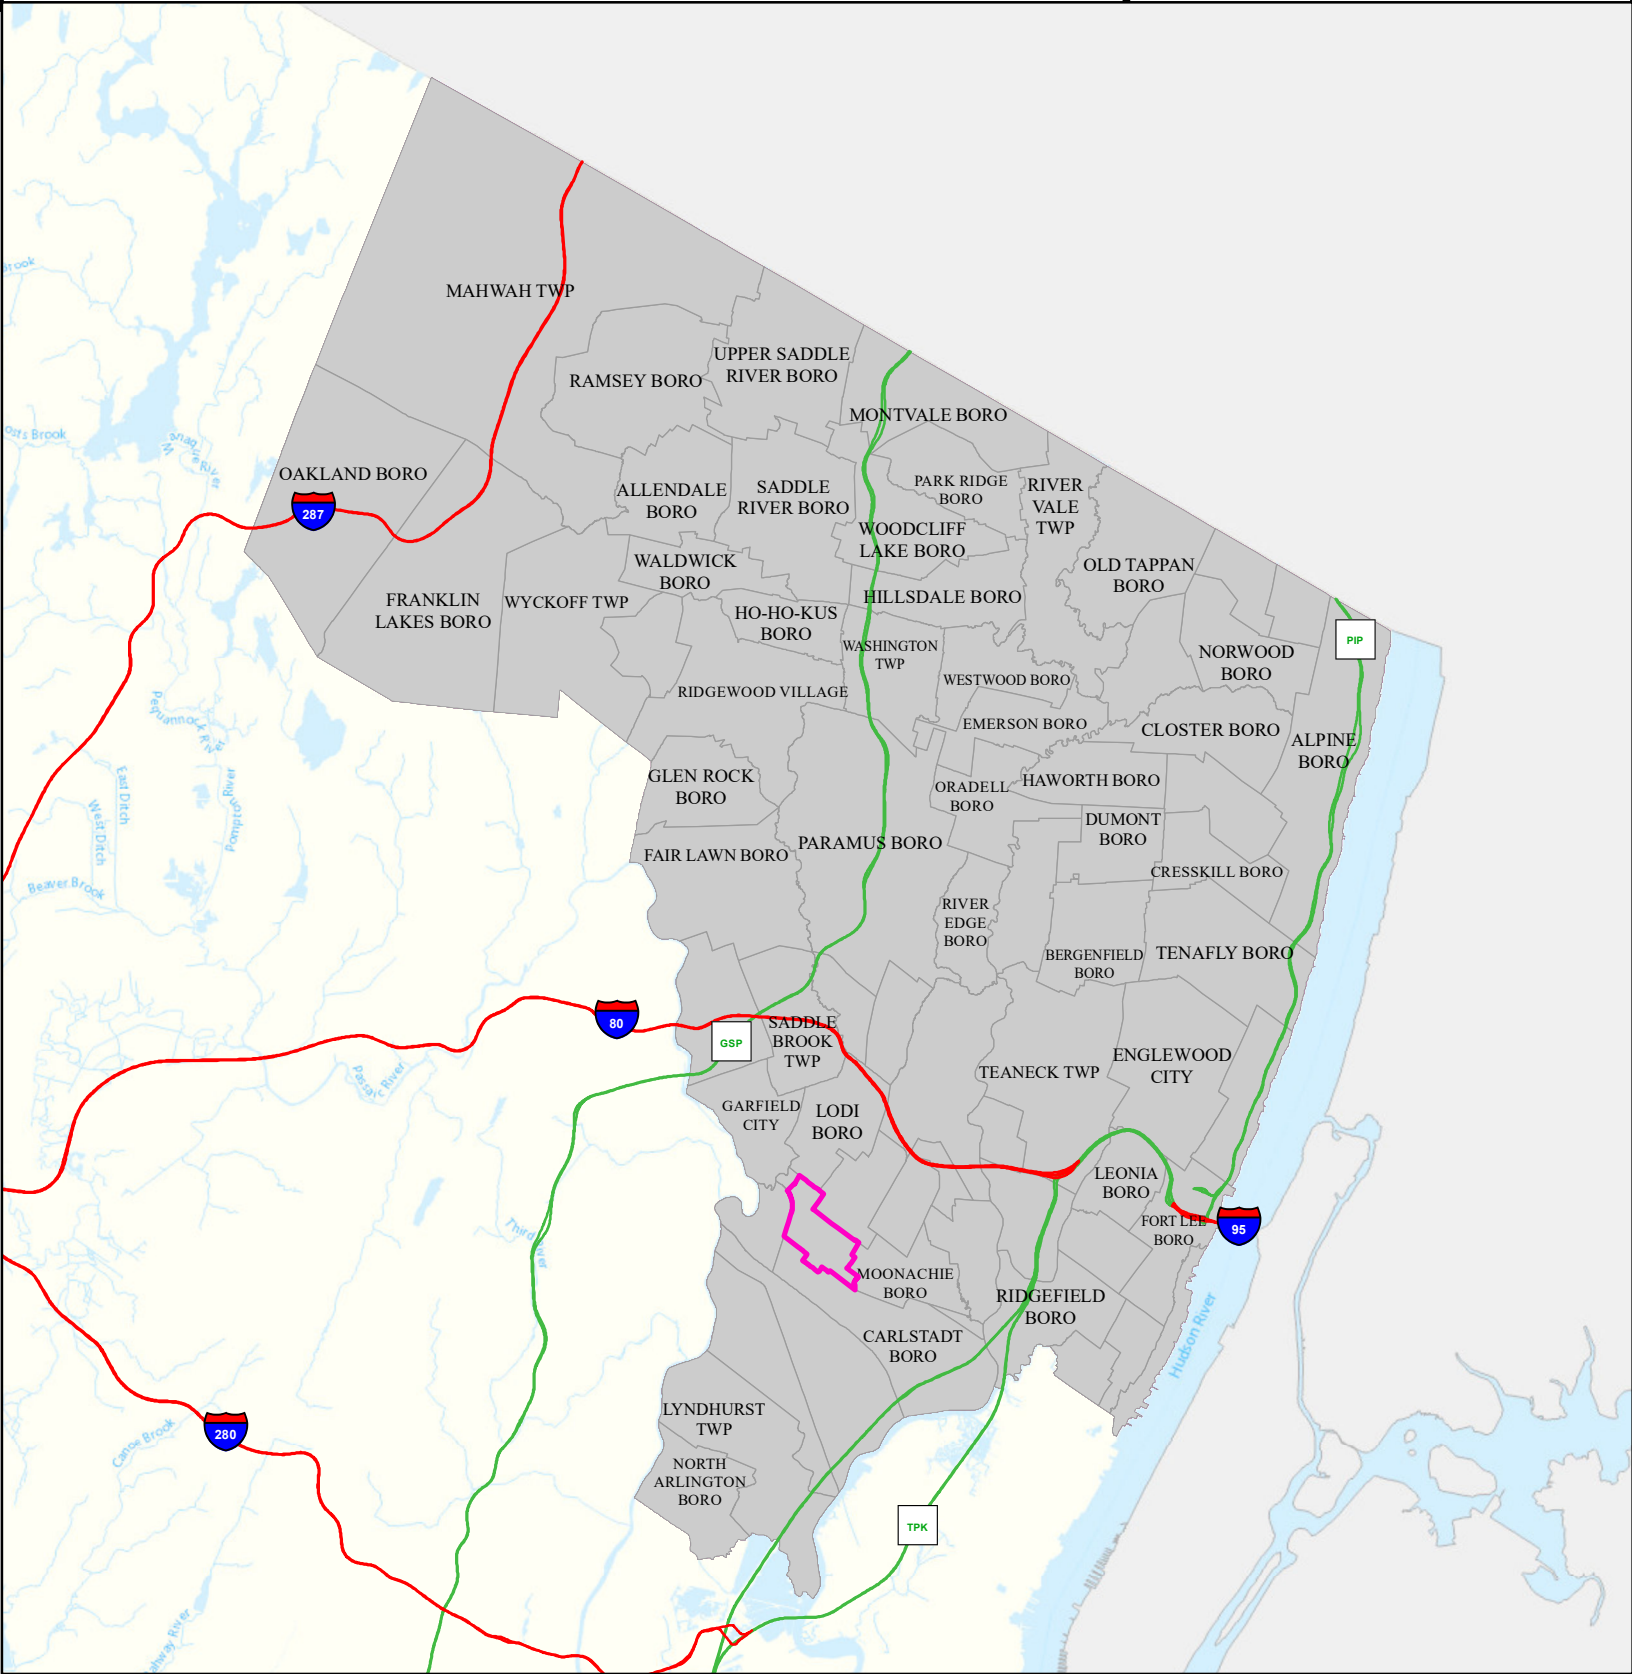 MAHWAH TWP
UPPER SADDLE
RIVER BORO
RAMSEY BORO
MONTVALE BORO
Brook
osts Brook
Wanaque River
OAKLAND BORO
287
ALLENDALE
BORO
SADDLE
RIVER BORO
PARK RIDGE
BORO
RIVER
VALE
TWP
WOODCLIFF
LAKE BORO
WALDWICK
BORO
OLD TAPPAN
BORO
FRANKLIN
LAKES BORO
WYCKOFF TWP
HO-HO-KUS
BORO
HILLSDALE BORO
WASHINGTON
TWP
PIP
NORWOOD
BORO
WESTWOOD BORO
RIDGEWOOD VILLAGE
Pequannock River
EMERSON BORO
CLOSTER BORO
ALPINE
BORO
GLEN ROCK
BORO
ORADELL
BORO
HAWORTH BORO
East Ditch
West Ditch
Pompton River
DUMONT
BORO
PARAMUS BORO
FAIR LAWN BORO
CRESSKILL BORO
Beaver Brook
RIVER
EDGE
BORO
BERGENFIELD
BORO
TENAFLY BORO
80
GSP
SADDLE
BROOK
TWP
Passaic River
TEANECK TWP
ENGLEWOOD
CITY
GARFIELD
CITY
LODI
BORO
LEONIA
BORO
FORT LEE
BORO
95
Third River
MOONACHIE
BORO
RIDGEFIELD
BORO
Hudson River
CARLSTADT
BORO
LYNDHURST
TWP
280
Canoe Brook
NORTH
ARLINGTON
BORO
TPK
ahway River